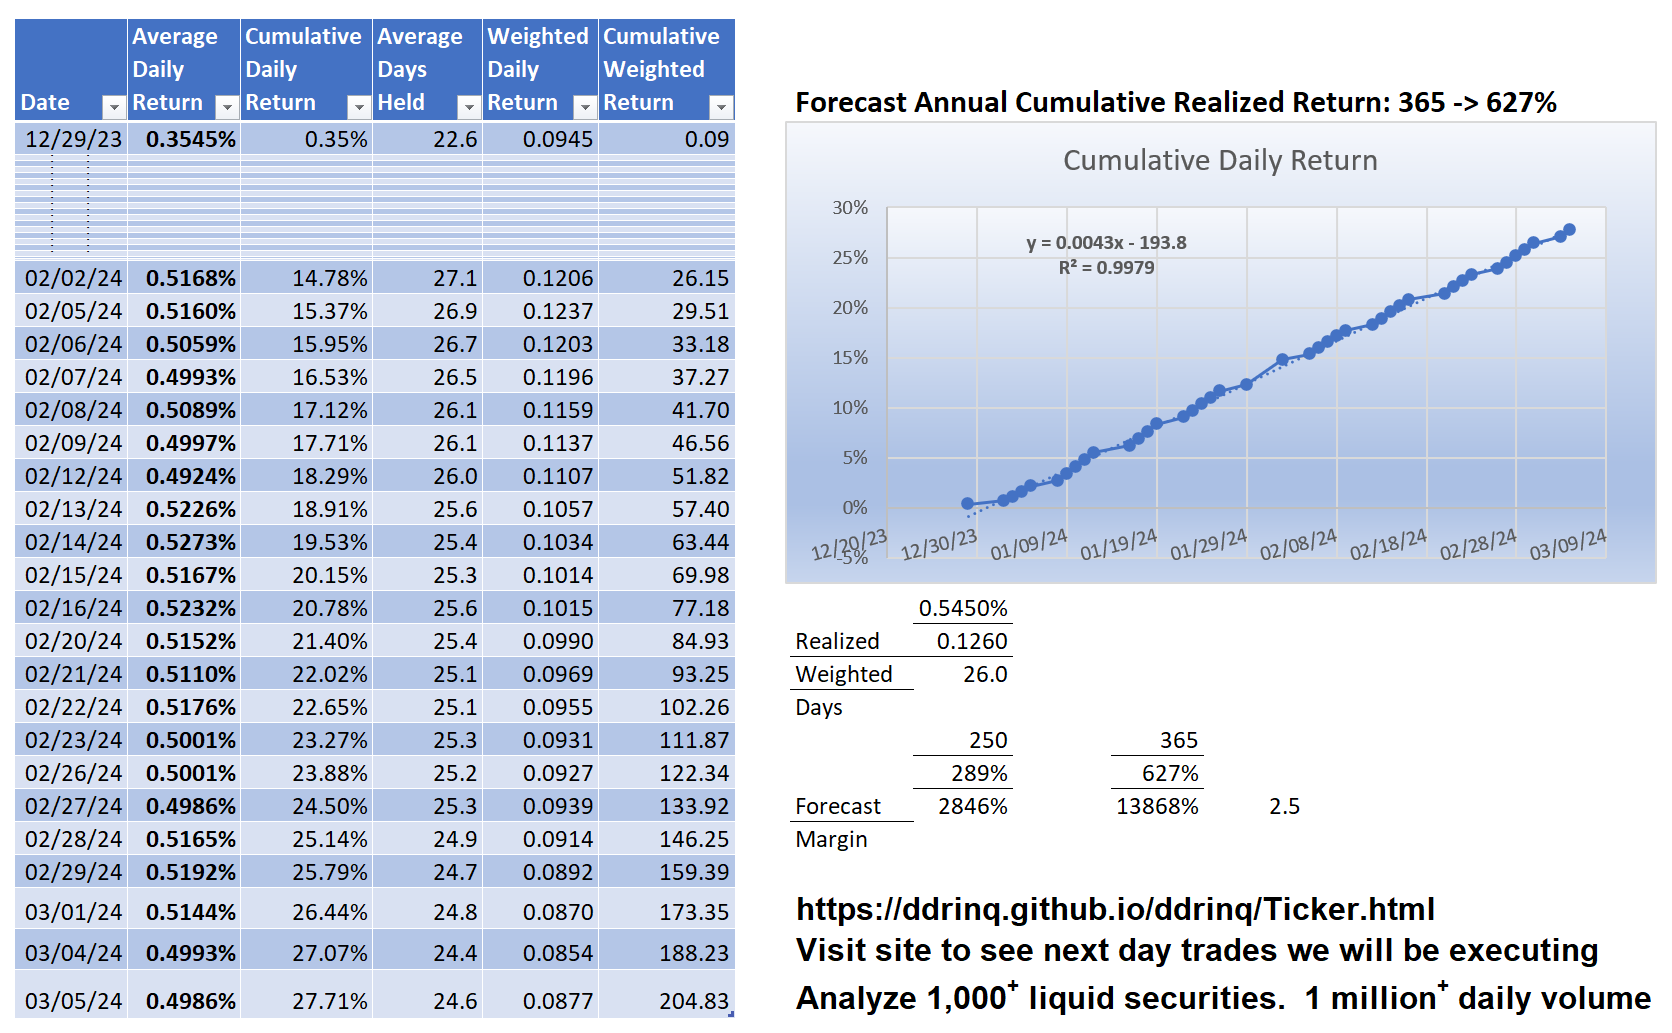 Date Average Daily Return Cumulative Daily Return Average Days Held Weighted Daily Return Cumulative Weighted Return
12/29/23 0.3545% 0.35% 22.6 0.0945 0.09
02/02/24 0.5168% 14.78% 27.1 0.1206 26.15
02/05/24 0.5160% 15.37% 26.9 0.1237 29.51
02/06/24 0.5059% 15.95% 26.7 0.1203 33.18
02/07/24 0.4993% 16.53% 26.5 0.1196 37.27
02/08/24 0.5089% 17.12% 26.1 0.1159 41.70
02/09/24 0.4997% 17.71% 26.1 0.1137 46.56
02/12/24 0.4924% 18.29% 26.0 0.1107 51.82
02/13/24 0.5226% 18.91% 25.6 0.1057 57.40
02/14/24 0.5273% 19.53% 25.4 0.1034 63.44
02/15/24 0.5167% 20.15% 25.3 0.1014 69.98
02/16/24 0.5232% 20.78% 25.6 0.1015 77.18
02/20/24 0.5152% 21.40% 25.4 0.0990 84.93
02/21/24 0.5110% 22.02% 25.1 0.0969 93.25
02/22/24 0.5176% 22.65% 25.1 0.0955 102.26
02/23/24 0.5001% 23.27% 25.3 0.0931 111.87
02/26/24 0.5001% 23.88% 25.2 0.0927 122.34
02/27/24 0.4986% 24.50% 25.3 0.0939 133.92
02/28/24 0.5165% 25.14% 24.9 0.0914 146.25
02/29/24 0.5192% 25.79% 24.7 0.0892 159.39
03/01/24 0.5144% 26.44% 24.8 0.0870 173.35
03/04/24 0.4993% 27.07% 24.4 0.0854 188.23
03/05/24 0.4986% 27.71% 24.6 0.0877 204.83
Forecast Annual Cumulative Realized Return: 365 -> 627%
Cumulative Daily Return
30%
y = 0.0043x - 193.8
R² = 0.9979
25%
20%
15%
10%
5%
0%
-5%
12/20/23 12/30/23 01/09/24 01/19/24 01/29/24 02/08/24 02/18/24 02/28/24 03/09/24
0.5450%
Realized 0.1260
Weighted 26.0
Days
250 365
289% 627%
Forecast 2846% 13868% 2.5
Margin
https://ddrinq.github.io/ddrinq/Ticker.html
Visit site to see next day trades we will be executing
Analyze 1,000⁺ liquid securities. 1 million⁺ daily volume